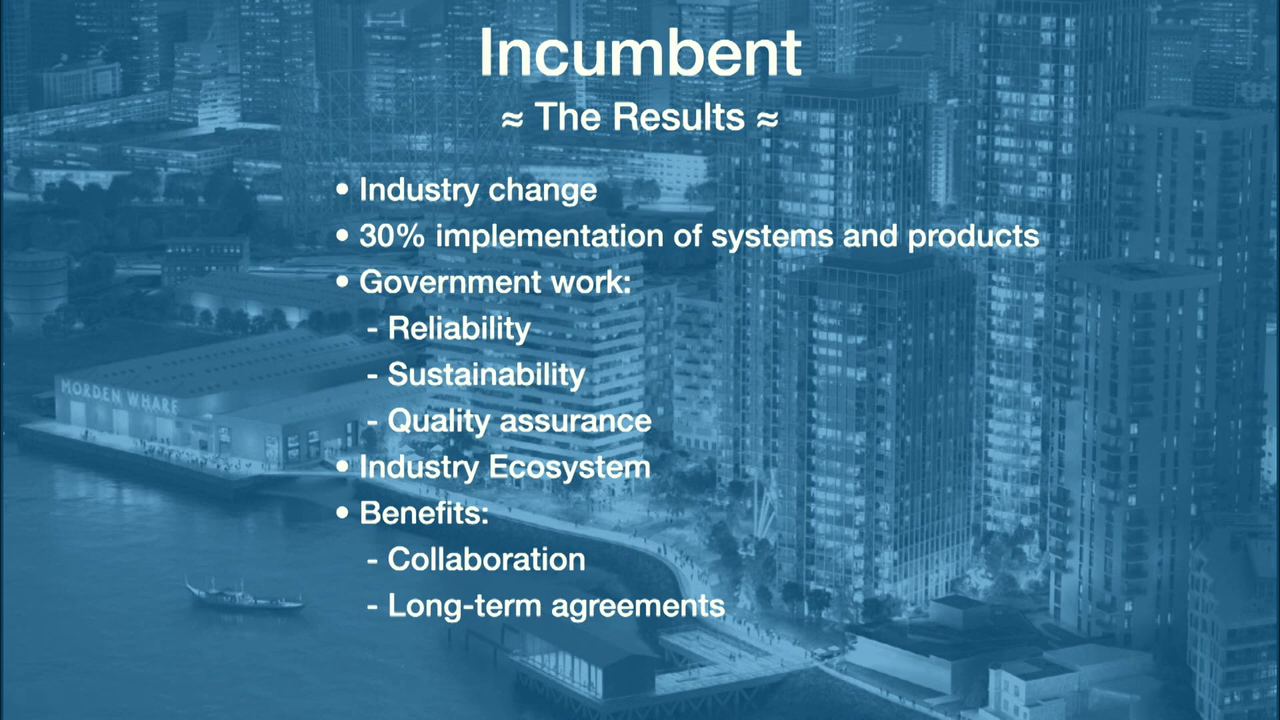 Incumbent
≈ The Results ≈
• Industry change
• 30% implementation of systems and products
• Government work:
- Reliability
- Sustainability
- Quality assurance
• Industry Ecosystem
• Benefits:
- Collaboration
- Long-term agreements
MORDEN WHARF